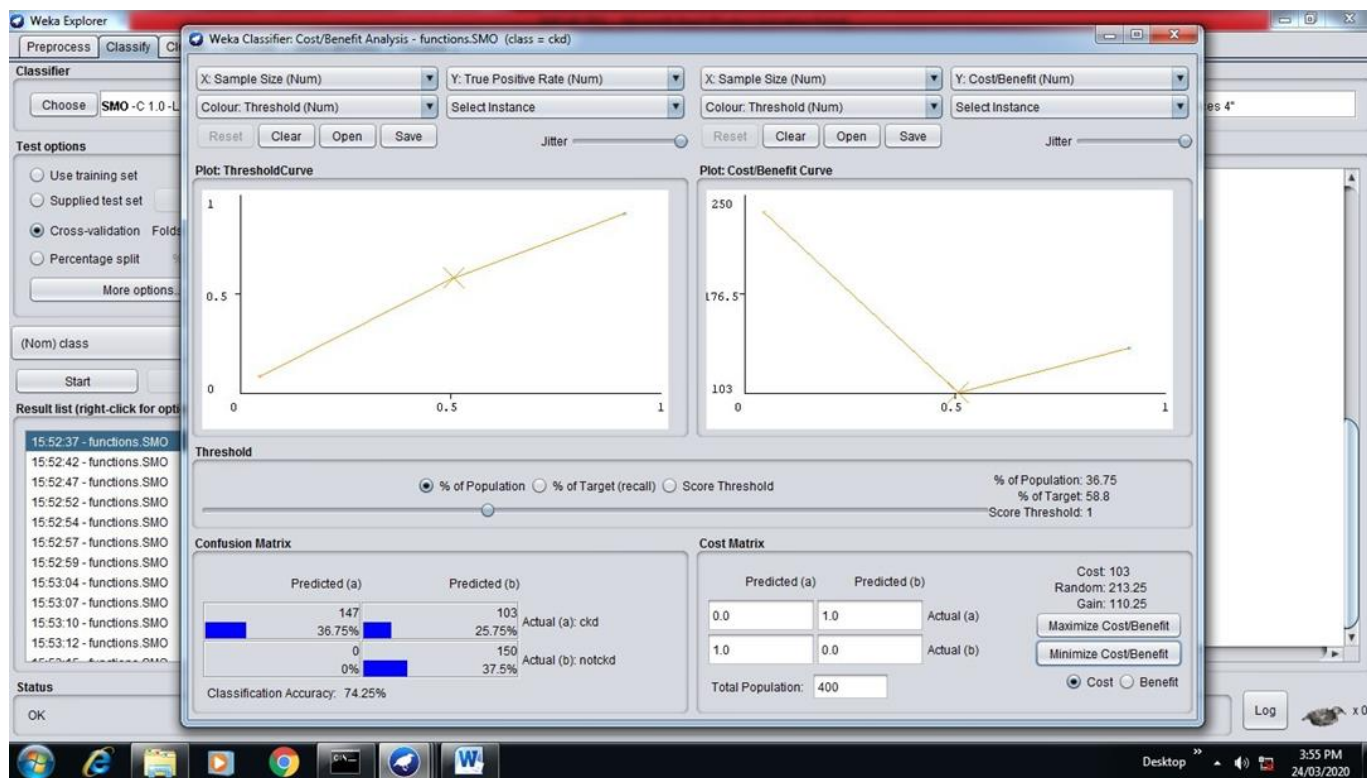 Weka Explorer
Preprocess Classify
Classifier
Choose SMO -C 1.0 -L
es 4"
Test options
Use training set
Supplied test set
Cross-validation Folds
Percentage split %
More options..
(Nom) class
Start
Result list (right-click for opti
15:52:37 - functions.SMO
15:52:42 - functions.SMO
15:52:47 - functions.SMO
15:52:52 - functions.SMO
15:52:54 - functions.SMO
15:52:57 - functions.SMO
15:52:59 - functions.SMO
15:53:04 - functions.SMO
15:53:07 - functions.SMO
15:53:10 - functions.SMO
15:53:12 - functions.SMO
Status
OK
Log
x 0
Weka Classifier: Cost/Benefit Analysis - functions.SMO (class = ckd)
X: Sample Size (Num) Y: True Positive Rate (Num)
Colour: Threshold (Num) Select Instance
Reset Clear Open Save Jitter
Plot: ThresholdCurve
1
0.5
0
0 0.5 1
X: Sample Size (Num) Y: Cost/Benefit (Num)
Colour: Threshold (Num) Select Instance
Reset Clear Open Save Jitter
Plot: Cost/Benefit Curve
250
176.5
103
0 0.5 1
Threshold
% of Population % of Target (recall) Score Threshold
% of Population: 36.75
% of Target: 58.8
Score Threshold: 1
Confusion Matrix
Predicted (a) Predicted (b)
147 103
36.75% 25.75%
Actual (a): ckd
0 150
0% 37.5%
Actual (b): notckd
Classification Accuracy: 74.25%
Cost Matrix
Predicted (a) Predicted (b)
0.0 1.0 Actual (a)
1.0 0.0 Actual (b)
Total Population: 400
Cost: 103
Random: 213.25
Gain: 110.25
Maximize Cost/Benefit
Minimize Cost/Benefit
Cost Benefit
Desktop
3:55 PM
24/03/2020